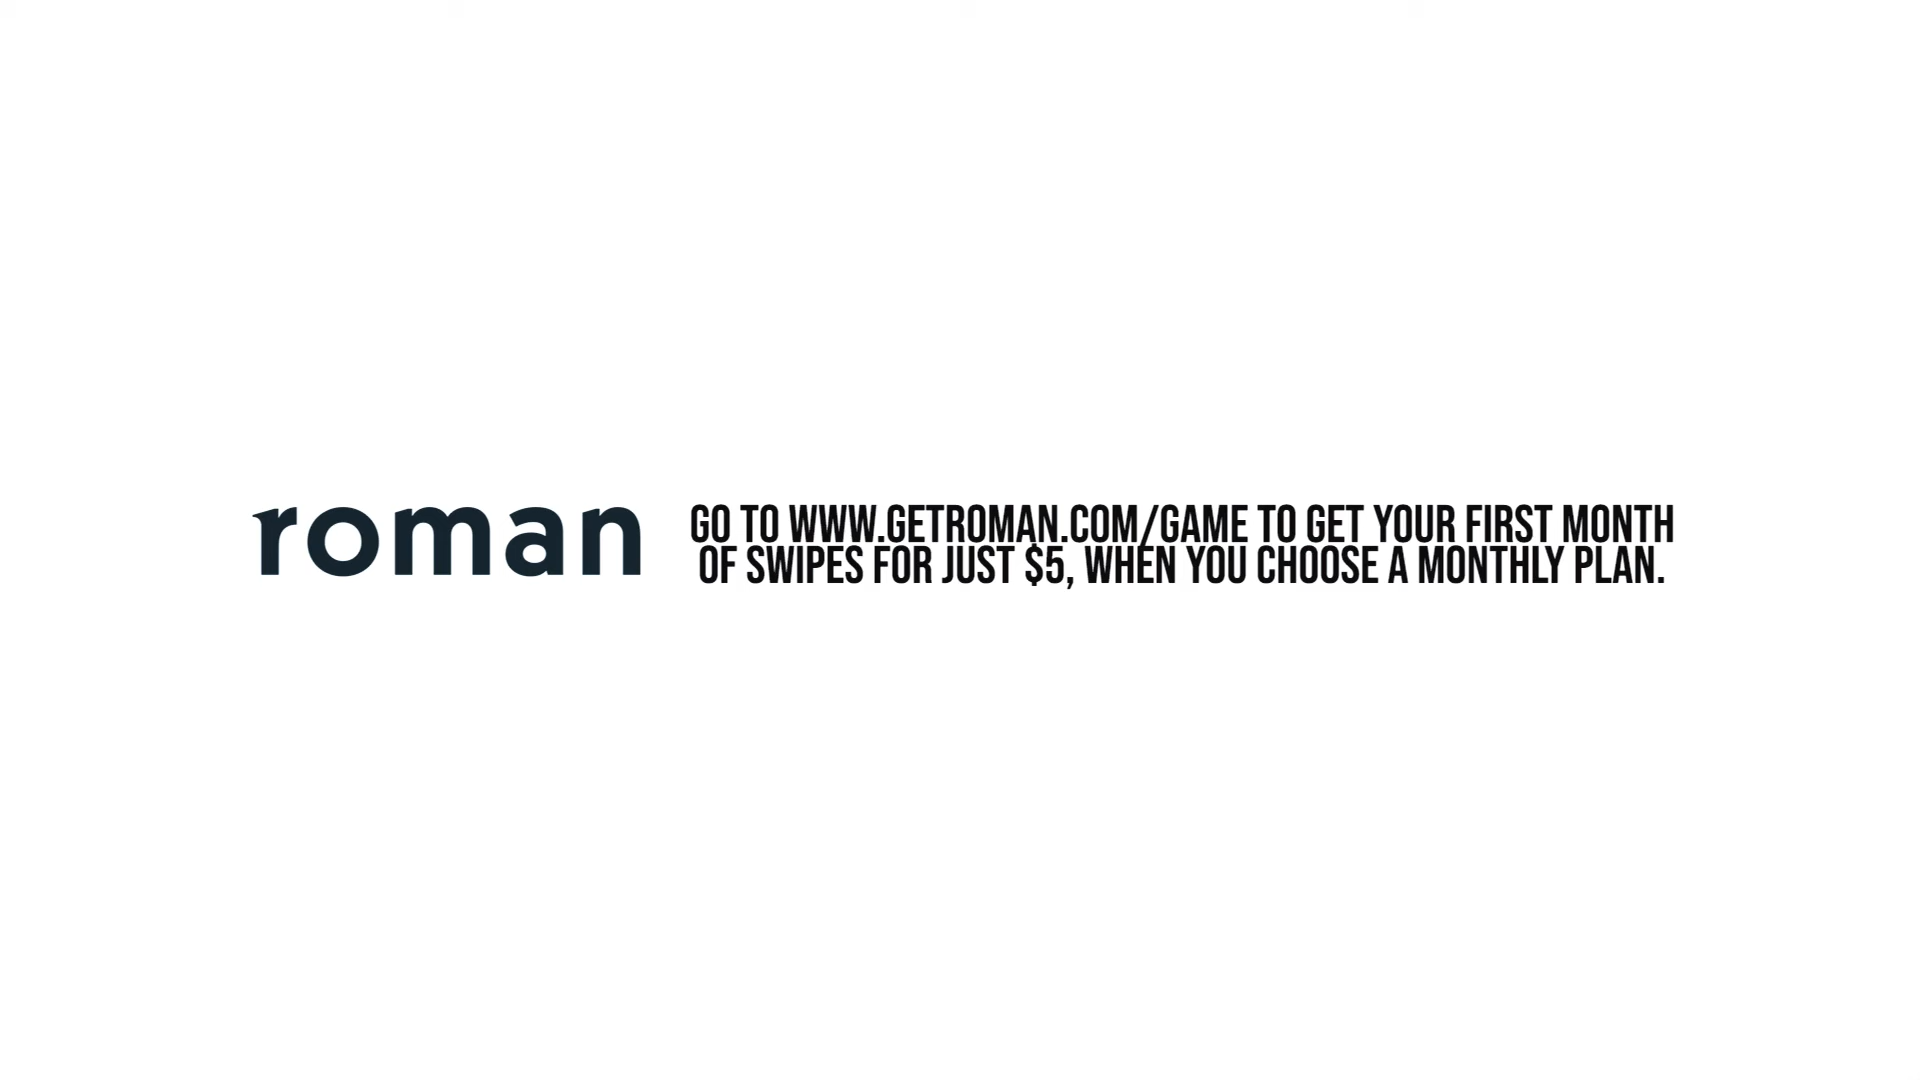 roman
GO TO WWW.GETROMAN.COM/GAME TO GET YOUR FIRST MONTH
OF SWIPES FOR JUST $5, WHEN YOU CHOOSE A MONTHLY PLAN.